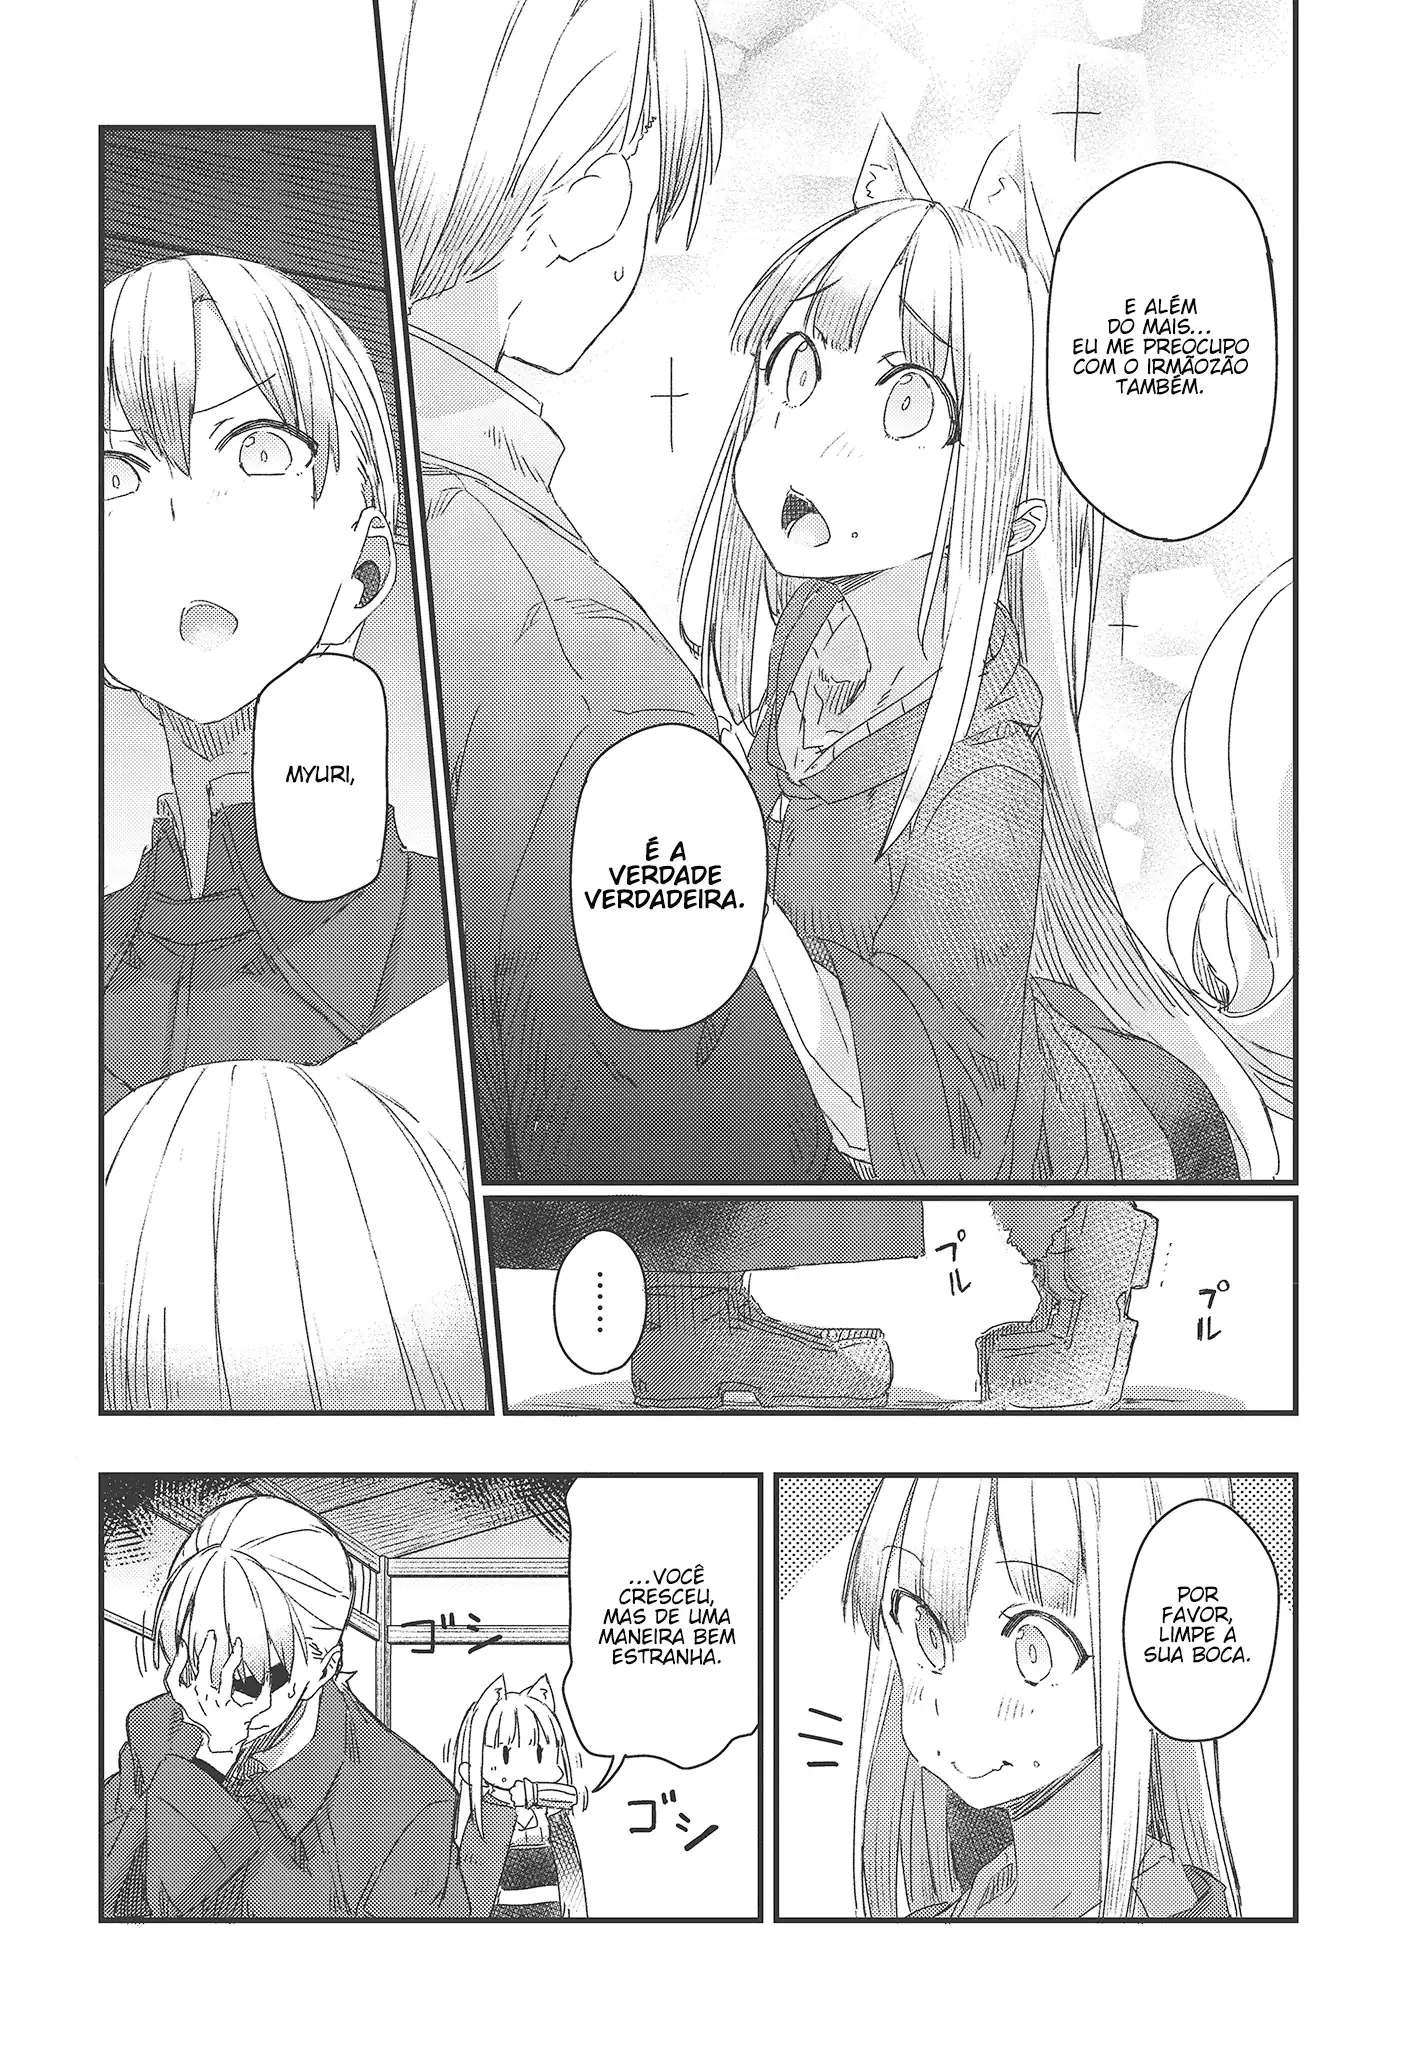 E ALÉM
DO MAIS...
EU ME PREOCUPO
COM O IRMÃOZÃO
TAMBÉM.
É A
VERDADE
VERDADEIRA.
MYURI,
プル
プル
........
POR
FAVOR,
LIMPE A
SUA BOCA.
...VOCÊ
CRESCEU,
MAS DE UMA
MANEIRA BEM
ESTRANHA.
ゴシ
ゴシ